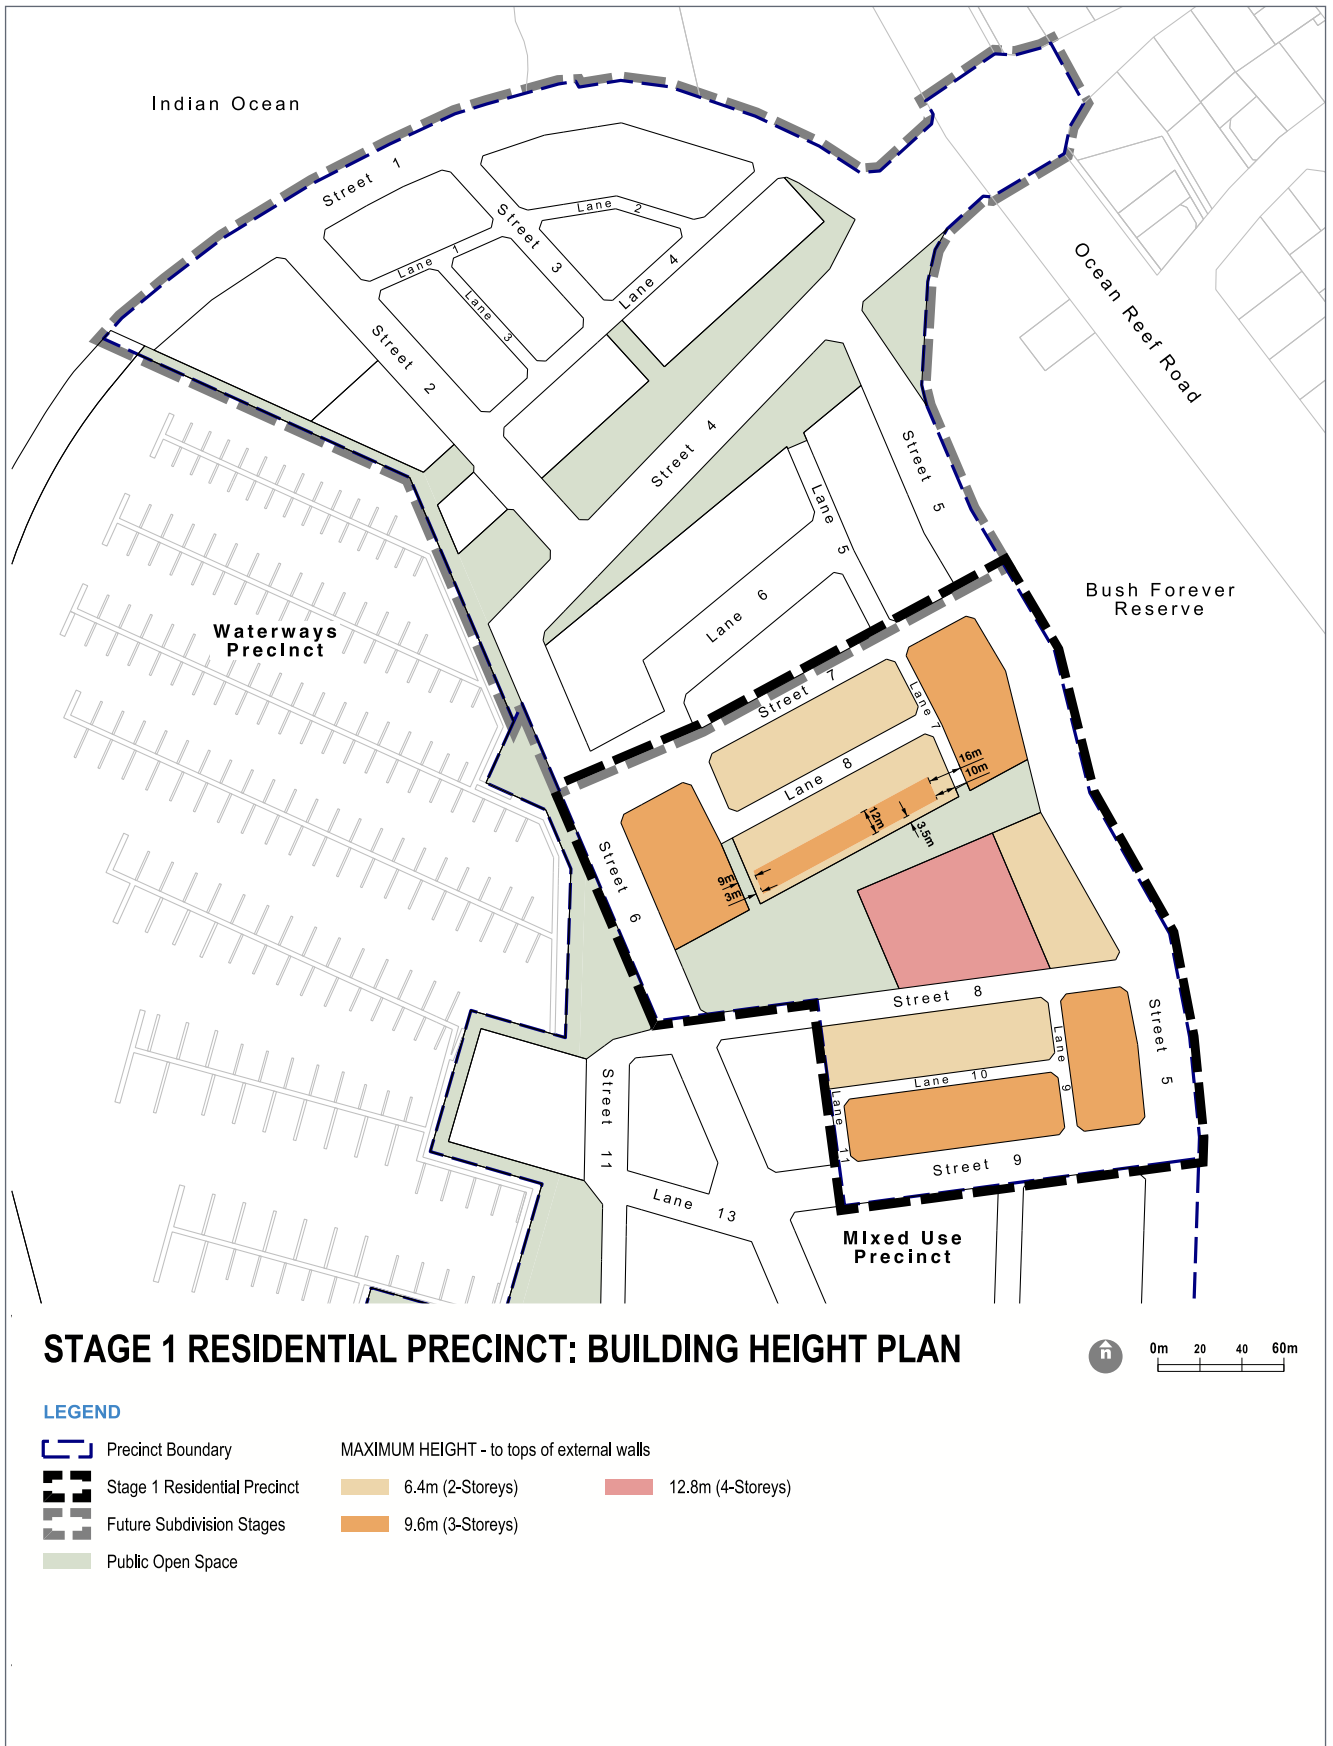 Indian Ocean
Street 1
Lane 2
Street 3
Lane 1
Lane 4
Lane 3
Street 2
Ocean Reef Road
Street 4
Street 5
Lane 5
Lane 6
Bush Forever
Reserve
Waterways
PrecInct
Street 7
Lane 7
Lane 8
16m
10m
12m
3.5m
9m
3m
Street 6
Street 8
Street 5
Lane 9
Lane 10
Lane 11
Street 9
Street 11
Lane 13
MIxed Use
Precinct
STAGE 1 RESIDENTIAL PRECINCT: BUILDING HEIGHT PLAN
n
0m 20 40 60m
LEGEND
Precinct Boundary
MAXIMUM HEIGHT - to tops of external walls
Stage 1 Residential Precinct
6.4m (2-Storeys)
12.8m (4-Storeys)
Future Subdivision Stages
9.6m (3-Storeys)
Public Open Space